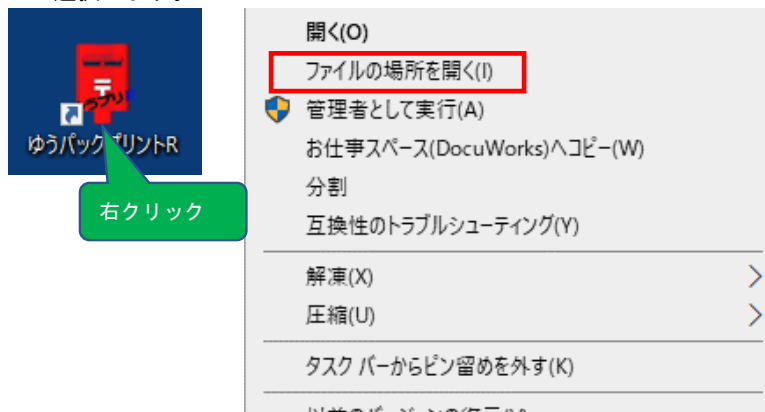 ゆうパックプリントR
右クリック
開く(O)
ファイルの場所を開く(I)
管理者として実行(A)
お仕事スペース(DocuWorks)へコピー(W)
分割
互換性のトラブルシューティング(Y)
解凍(X)
圧縮(U)
タスク バーからピン留めを外す(K)